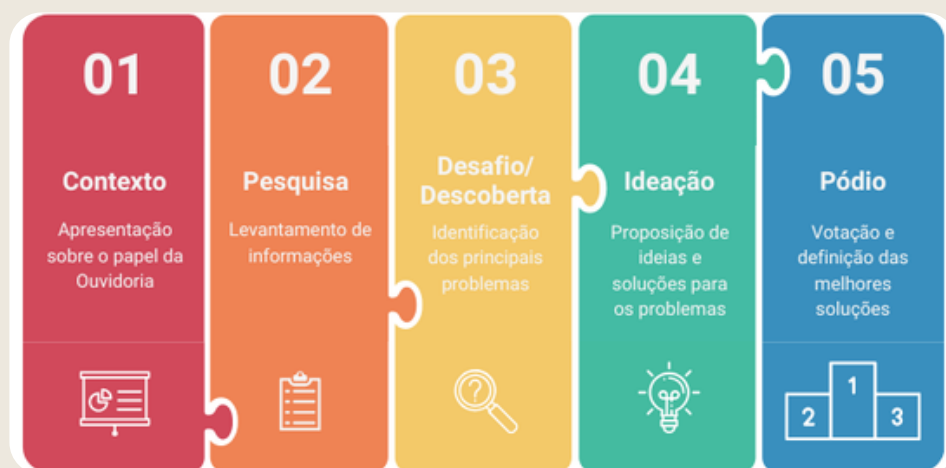 01
Contexto
Apresentação
sobre o papel da
Ouvidoria
02
Pesquisa
Levantamento de
informações
03
Desafio/
Descoberta
Identificação
dos principais
problemas
?
04
Ideação
Proposição de
ideias e
soluções para
os problemas
05
Pódio
Votação e
definição das
melhores
soluções
2 1 3